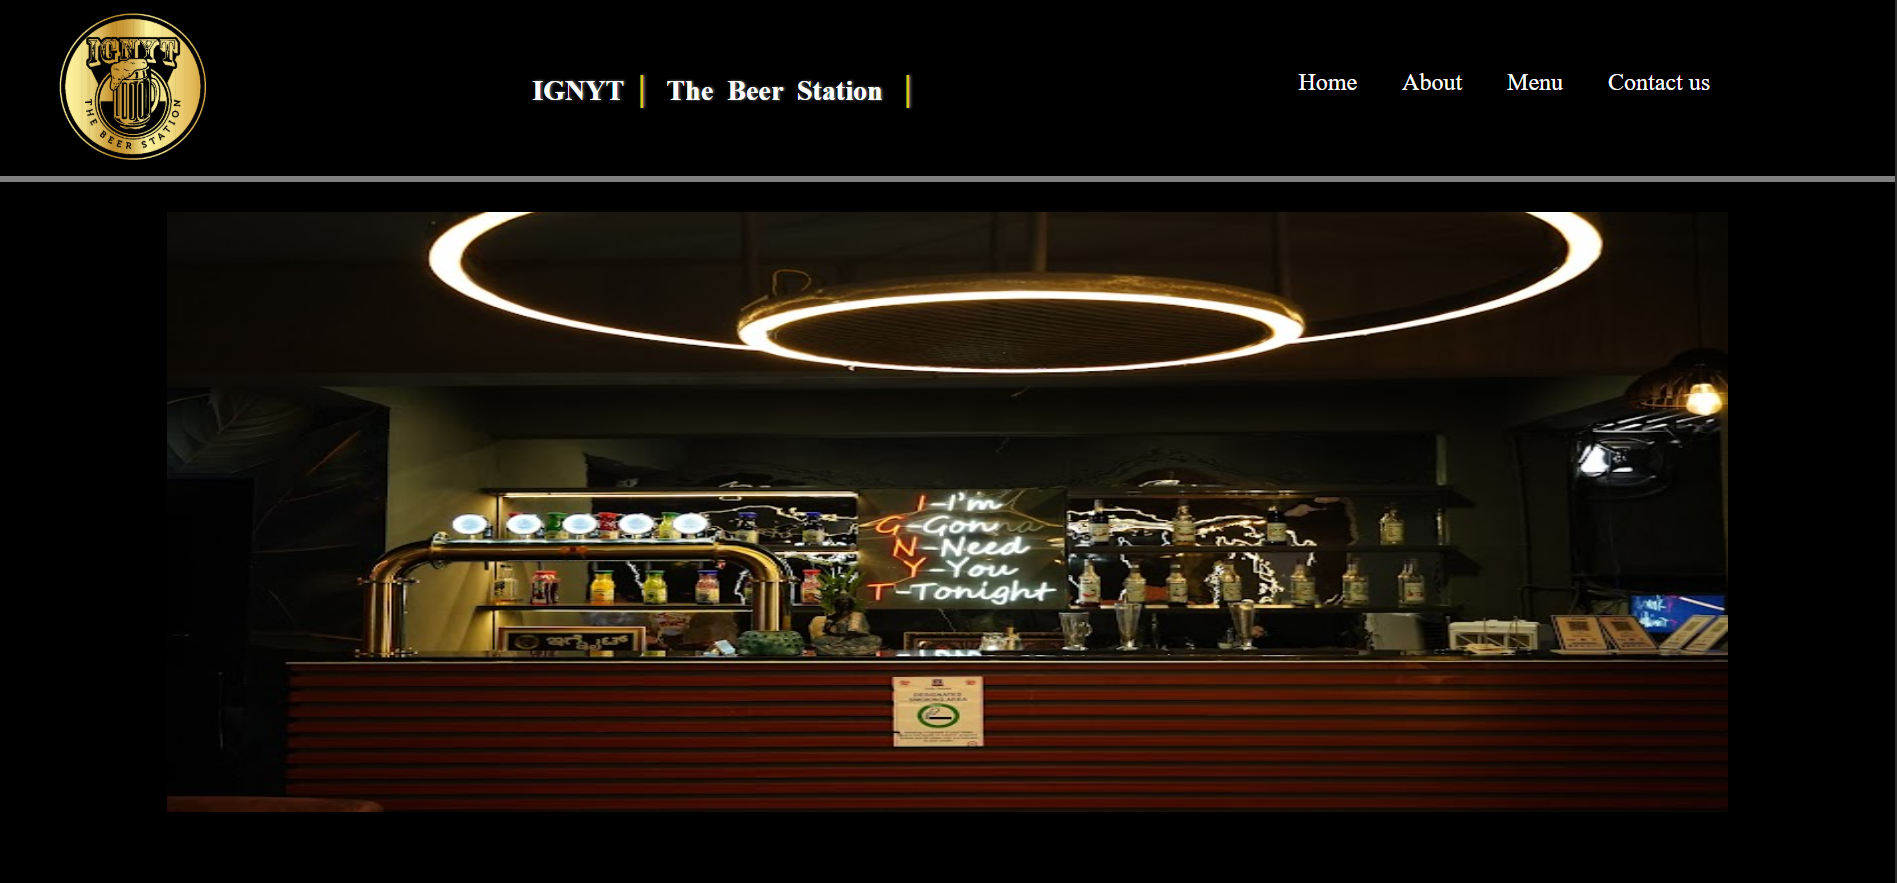 IGNYT
THE BEER STATION
IGNYT | The Beer Station |
Home About Menu Contact us
I-I'm
G-Gonna
N-Need
Y-You
T-Tonight
DESIGNATED
SMOKING AREA